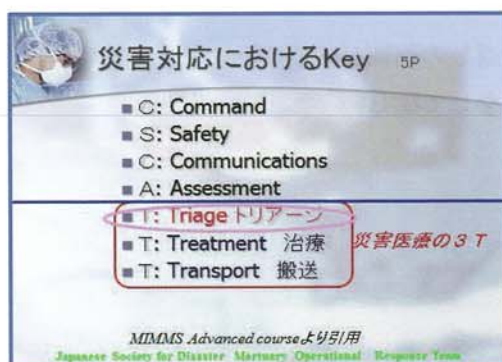 災害対応におけるKey 5P
■ C: Command
■ S: Safety
■ C: Communications
■ A: Assessment
■ T: Triage トリアージ
■ T: Treatment 治療
■ T: Transport 搬送
災害医療の3T
MIMMS Advanced courseより引用
Japanese Society for Disaster Mortuary Operational Response Team